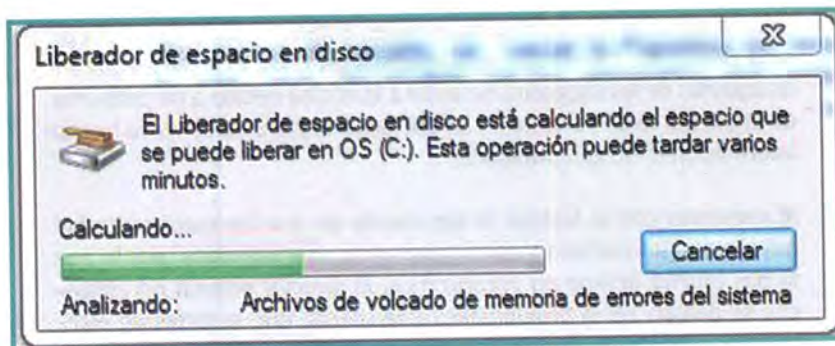 Liberador de espacio en disco
El Liberador de espacio en disco está calculando el espacio que
se puede liberar en OS (C:). Esta operación puede tardar varios
minutos.
Calculando...
Cancelar
Analizando: Archivos de volcado de memoria de errores del sistema